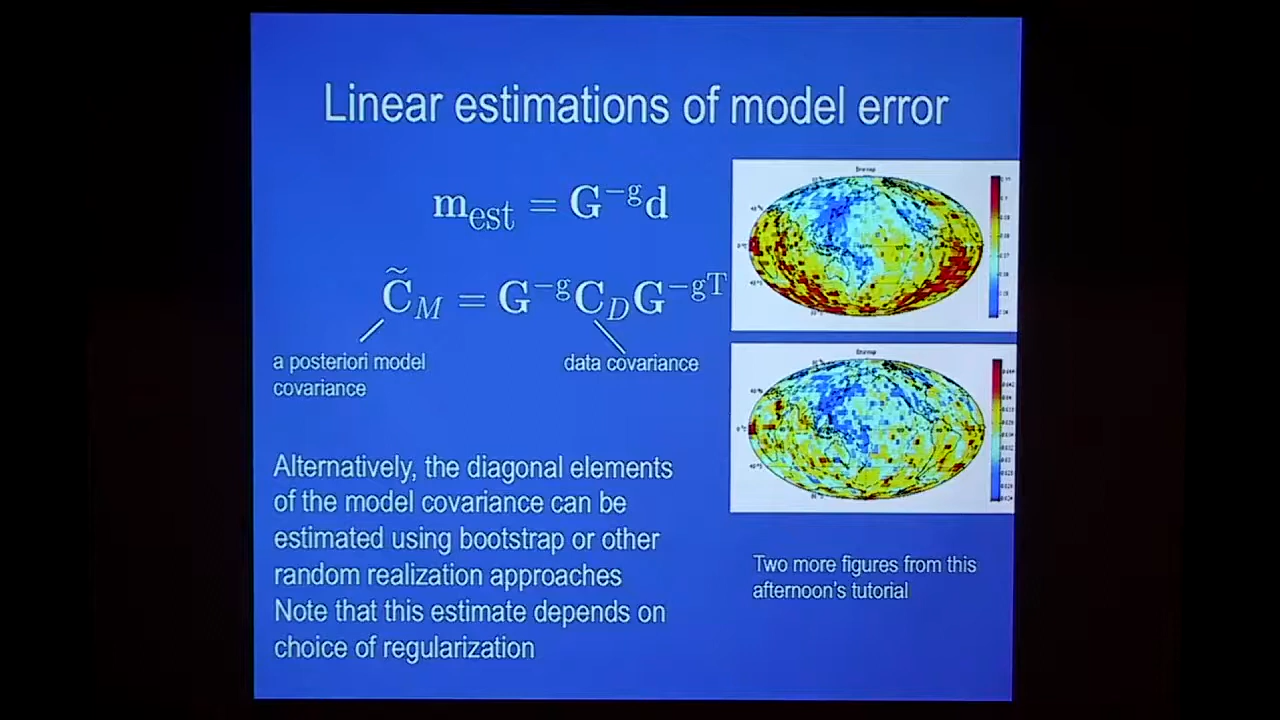 Linear estimations of model error
m_est = G^{-g}d
C̃_M = G^{-g}C_D G^{-gT}
a posteriori model
covariance
data covariance
Alternatively, the diagonal elements
of the model covariance can be
estimated using bootstrap or other
random realization approaches
Note that this estimate depends on
choice of regularization
Two more figures from this
afternoon's tutorial